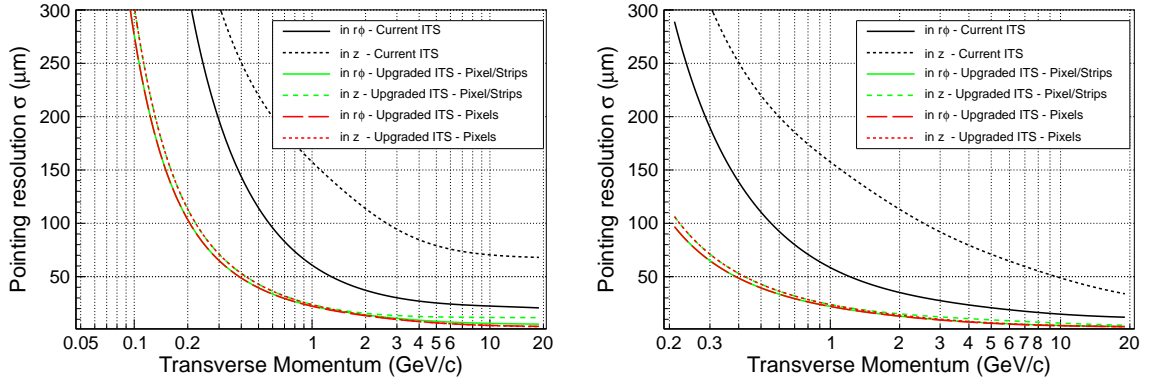 Pointing resolution σ (μm)
300
250
200
150
100
50
in rϕ - Current ITS
in z - Current ITS
in rϕ - Upgraded ITS - Pixel/Strips
in z - Upgraded ITS - Pixel/Strips
in rϕ - Upgraded ITS - Pixels
in z - Upgraded ITS - Pixels
0.05 0.1 0.2 1 2 3 4 5 6 10 20
Transverse Momentum (GeV/c)
Pointing resolution σ (μm)
300
250
200
150
100
50
in rϕ - Current ITS
in z - Current ITS
in rϕ - Upgraded ITS - Pixel/Strips
in z - Upgraded ITS - Pixel/Strips
in rϕ - Upgraded ITS - Pixels
in z - Upgraded ITS - Pixels
0.2 0.3 1 2 3 4 5 6 7 8 10 20
Transverse Momentum (GeV/c)